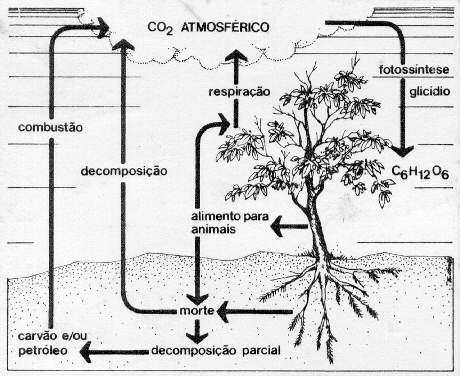 CO2 ATMOSFÉRICO
fotossíntese
glicídio
respiração
combustão
decomposição
C6H12O6
alimento para
animais
morte
carvão e/ou
petróleo
decomposição parcial